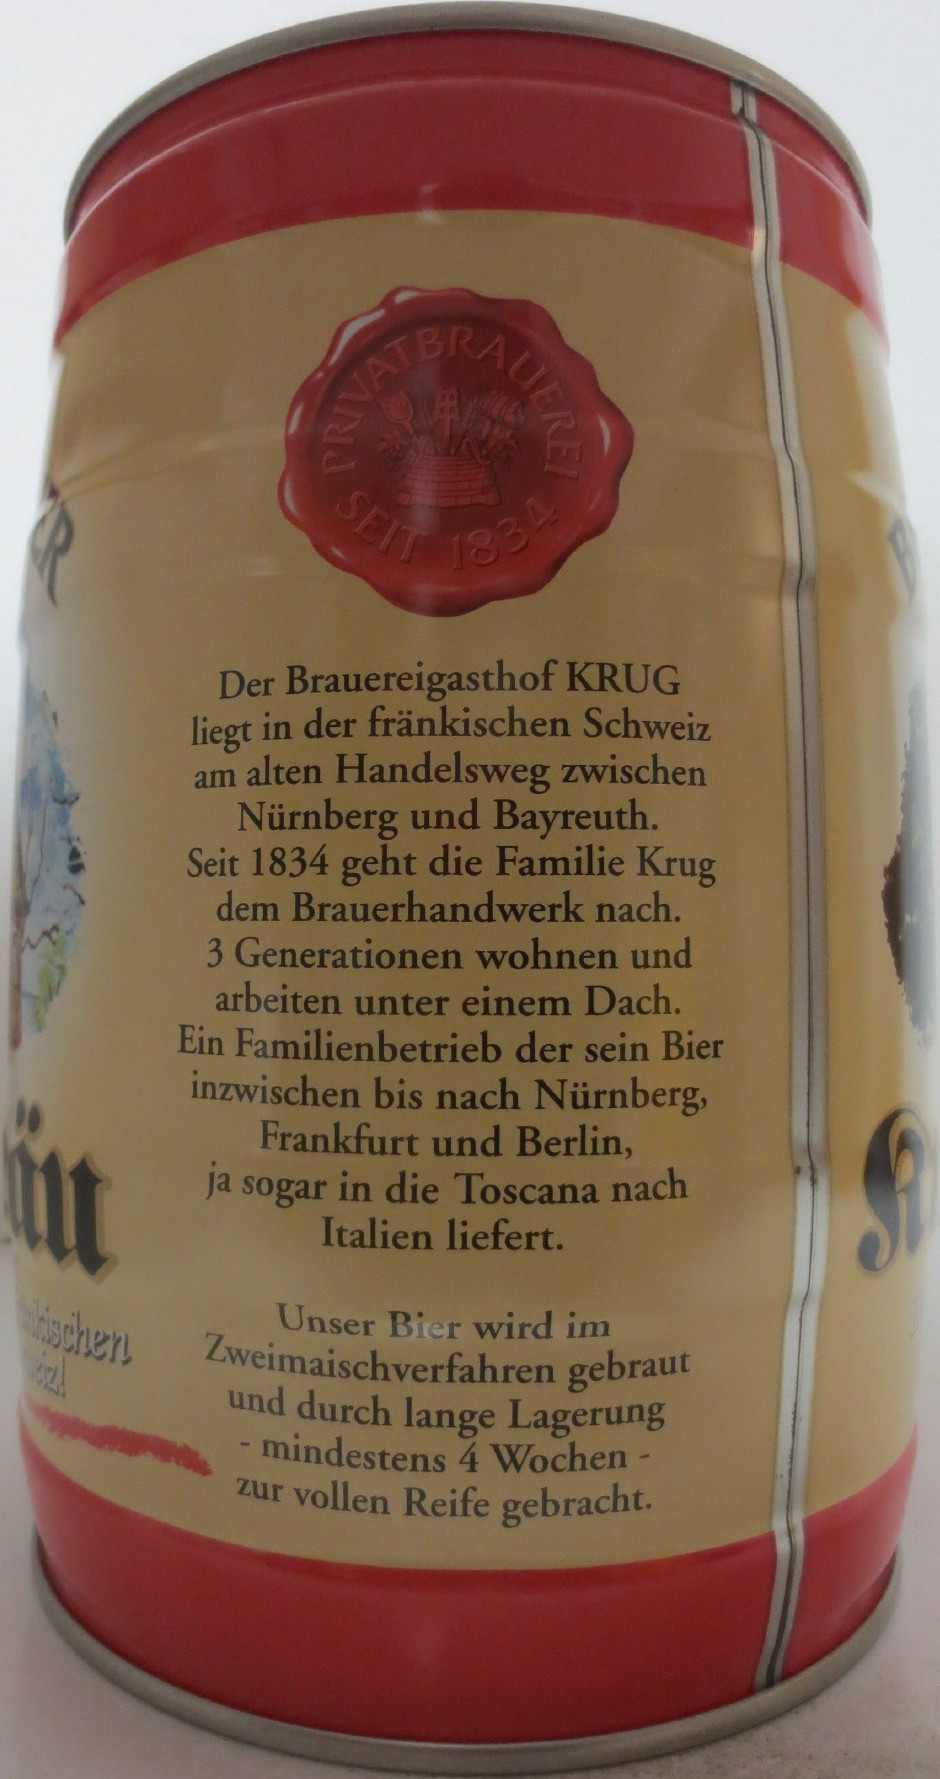 PRIVATBRAUEREI
SEIT 1834
Der Brauereigasthof KRUG
liegt in der fränkischen Schweiz
am alten Handelsweg zwischen
Nürnberg und Bayreuth.
Seit 1834 geht die Familie Krug
dem Brauerhandwerk nach.
3 Generationen wohnen und
arbeiten unter einem Dach.
Ein Familienbetrieb der sein Bier
inzwischen bis nach Nürnberg,
Frankfurt und Berlin,
ja sogar in die Toscana nach
Italien liefert.
Unser Bier wird im
Zweimaischverfahren gebraut
und durch lange Lagerung
- mindestens 4 Wochen -
zur vollen Reife gebracht.